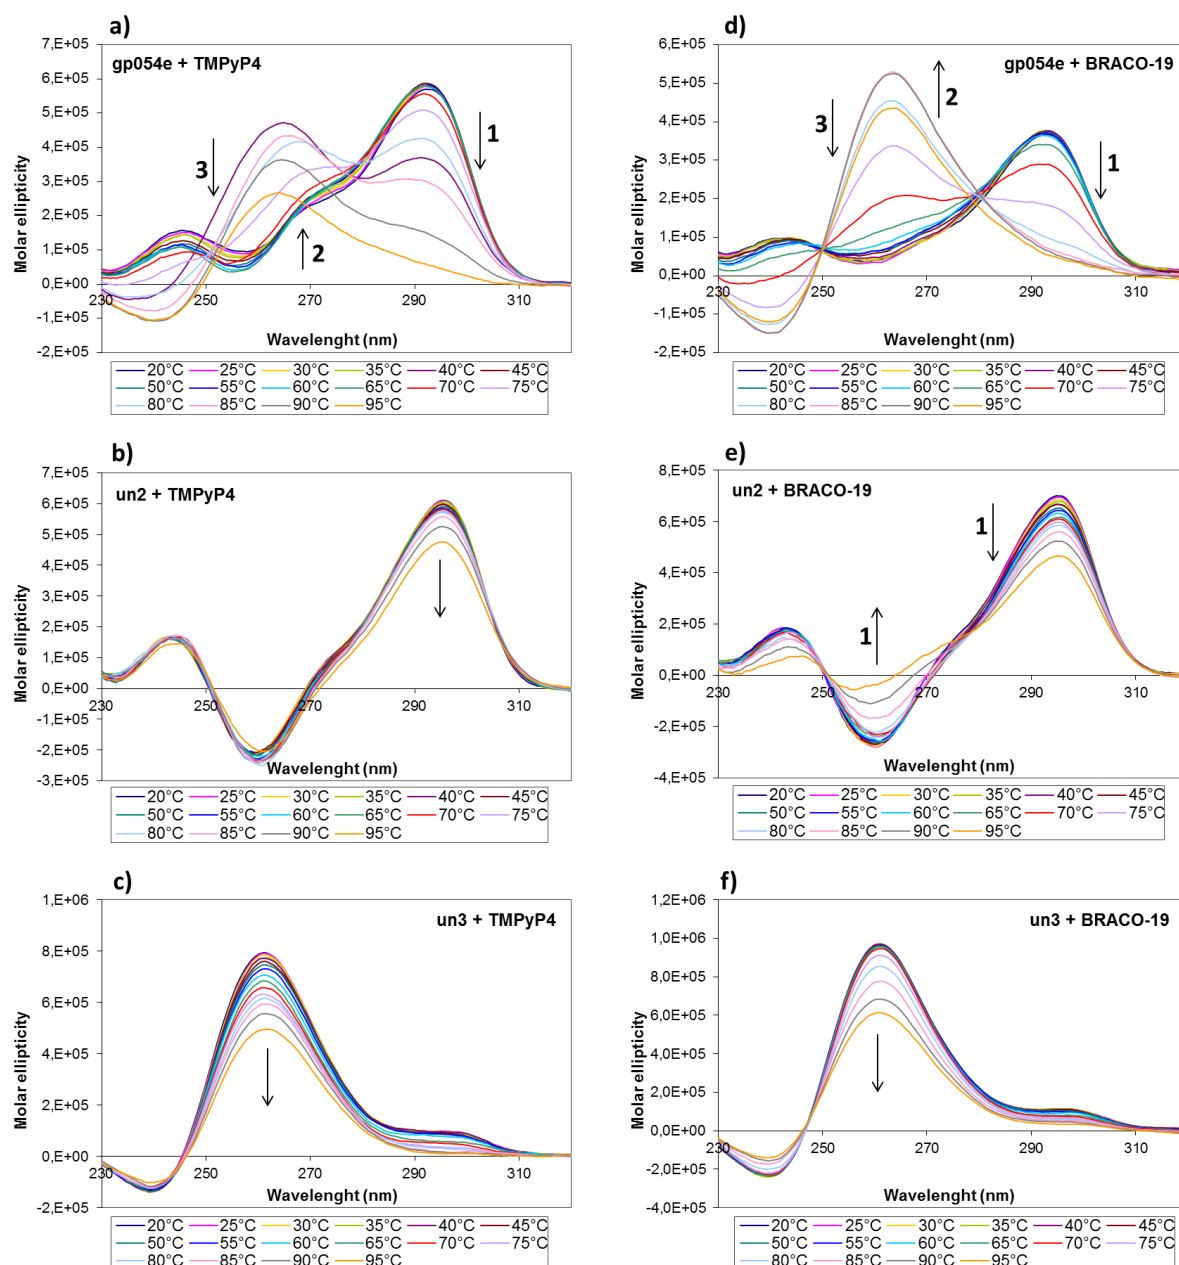 a)
gp054e + TMPyP4
Molar ellipticity
7,E+05
6,E+05
5,E+05
4,E+05
3,E+05
2,E+05
1,E+05
0,E+00
-1,E+05
-2,E+05
230
250
270
290
310
1
2
3
Wavelenght (nm)
20°C 25°C 30°C 35°C 40°C 45°C
50°C 55°C 60°C 65°C 70°C 75°C
80°C 85°C 90°C 95°C
d)
gp054e + BRACO-19
Molar ellipticity
6,E+05
5,E+05
4,E+05
3,E+05
2,E+05
1,E+05
0,E+00
-1,E+05
-2,E+05
230
250
270
290
310
3
2
1
Wavelenght (nm)
20°C 25°C 30°C 35°C 40°C 45°C
50°C 55°C 60°C 65°C 70°C 75°C
80°C 85°C 90°C 95°C
b)
un2 + TMPyP4
Molar ellipticity
7,E+05
6,E+05
5,E+05
4,E+05
3,E+05
2,E+05
1,E+05
0,E+00
-1,E+05
-2,E+05
-3,E+05
230
250
270
290
310
Wavelenght (nm)
20°C 25°C 30°C 35°C 40°C 45°C
50°C 55°C 60°C 65°C 70°C 75°C
80°C 85°C 90°C 95°C
e)
un2 + BRACO-19
Molar ellipticity
8,E+05
6,E+05
4,E+05
2,E+05
0,E+00
-2,E+05
-4,E+05
230
250
270
290
310
1
1
Wavelenght (nm)
20°C 25°C 30°C 35°C 40°C 45°C
50°C 55°C 60°C 65°C 70°C 75°C
80°C 85°C 90°C 95°C
c)
un3 + TMPyP4
Molar ellipticity
1,E+06
8,E+05
6,E+05
4,E+05
2,E+05
0,E+00
-2,E+05
230
250
270
290
310
Wavelenght (nm)
20°C 25°C 30°C 35°C 40°C 45°C
50°C 55°C 60°C 65°C 70°C 75°C
80°C 85°C 90°C 95°C
f)
un3 + BRACO-19
Molar ellipticity
1,2E+06
1,0E+06
8,0E+05
6,0E+05
4,0E+05
2,0E+05
0,0E+00
-2,0E+05
-4,0E+05
230
250
270
290
310
Wavelenght (nm)
20°C 25°C 30°C 35°C 40°C 45°C
50°C 55°C 60°C 65°C 70°C 75°C
80°C 85°C 90°C 95°C